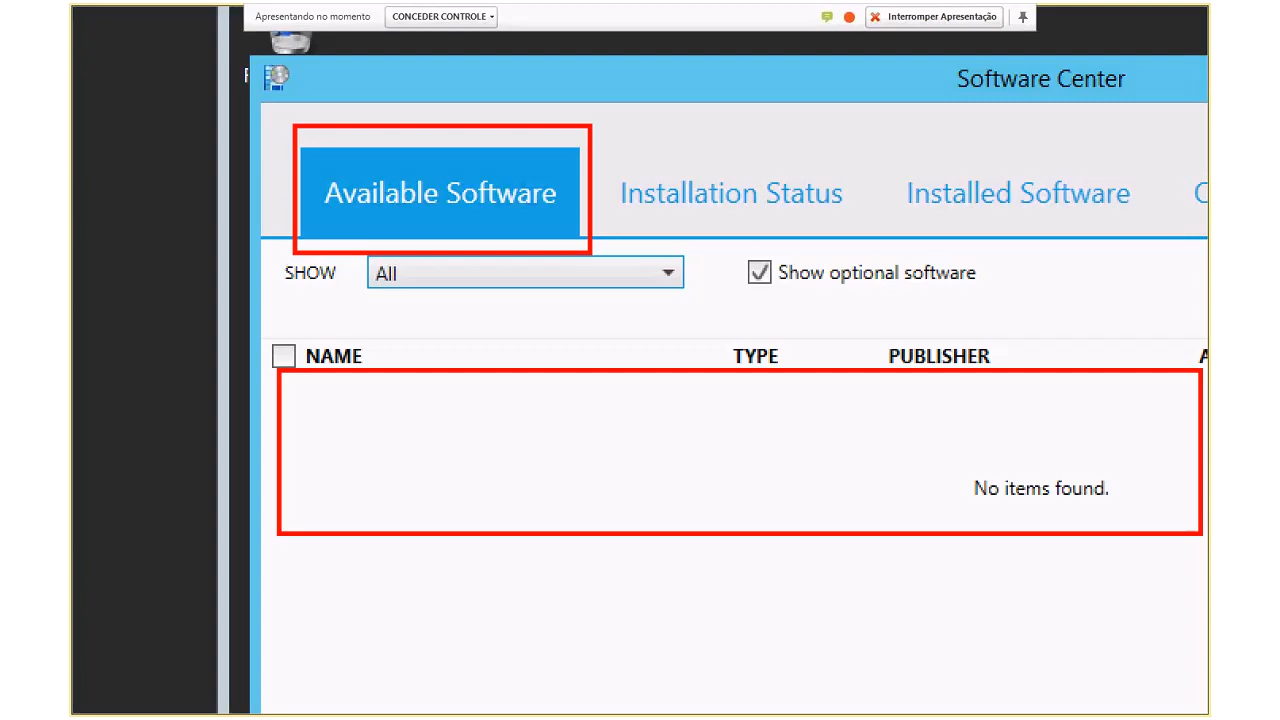 Apresentando no momento CONCEDER CONTROLE Interromper Apresentação
Software Center
Available Software Installation Status Installed Software
SHOW All Show optional software
NAME TYPE PUBLISHER
No items found.